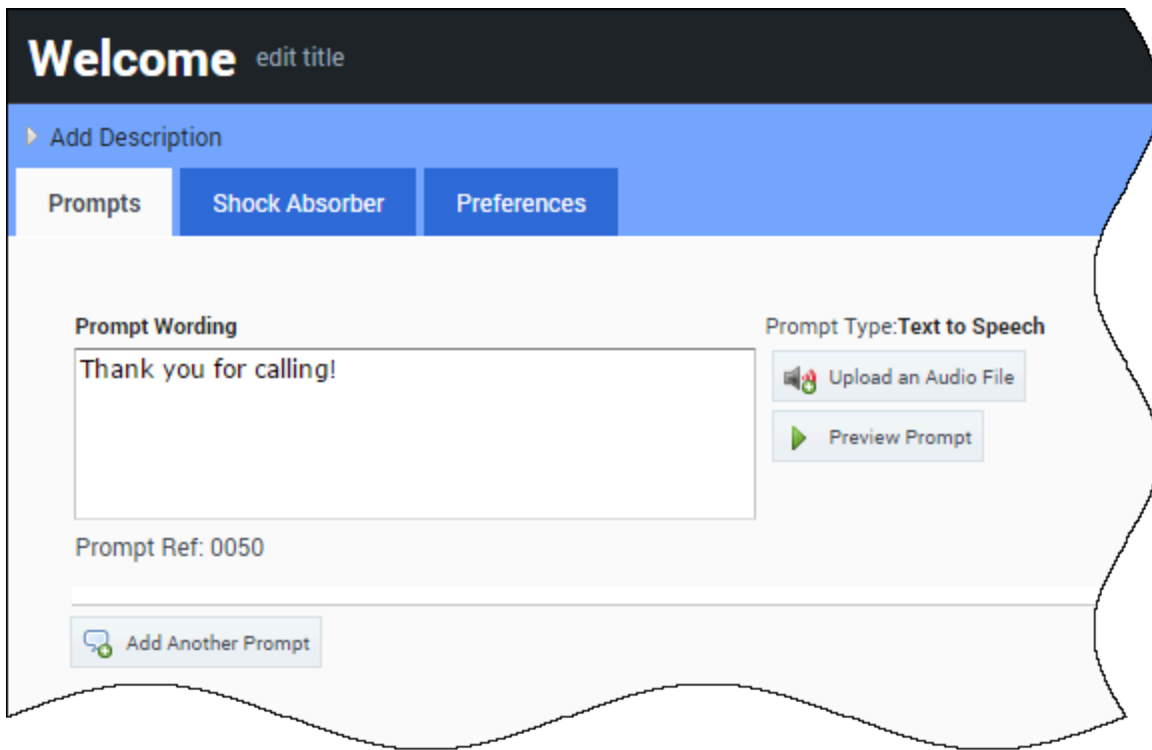 Welcome edit title
Add Description
Prompts Shock Absorber Preferences
Prompt Wording Prompt Type:Text to Speech
Thank you for calling!
Upload an Audio File
Preview Prompt
Prompt Ref: 0050
Add Another Prompt